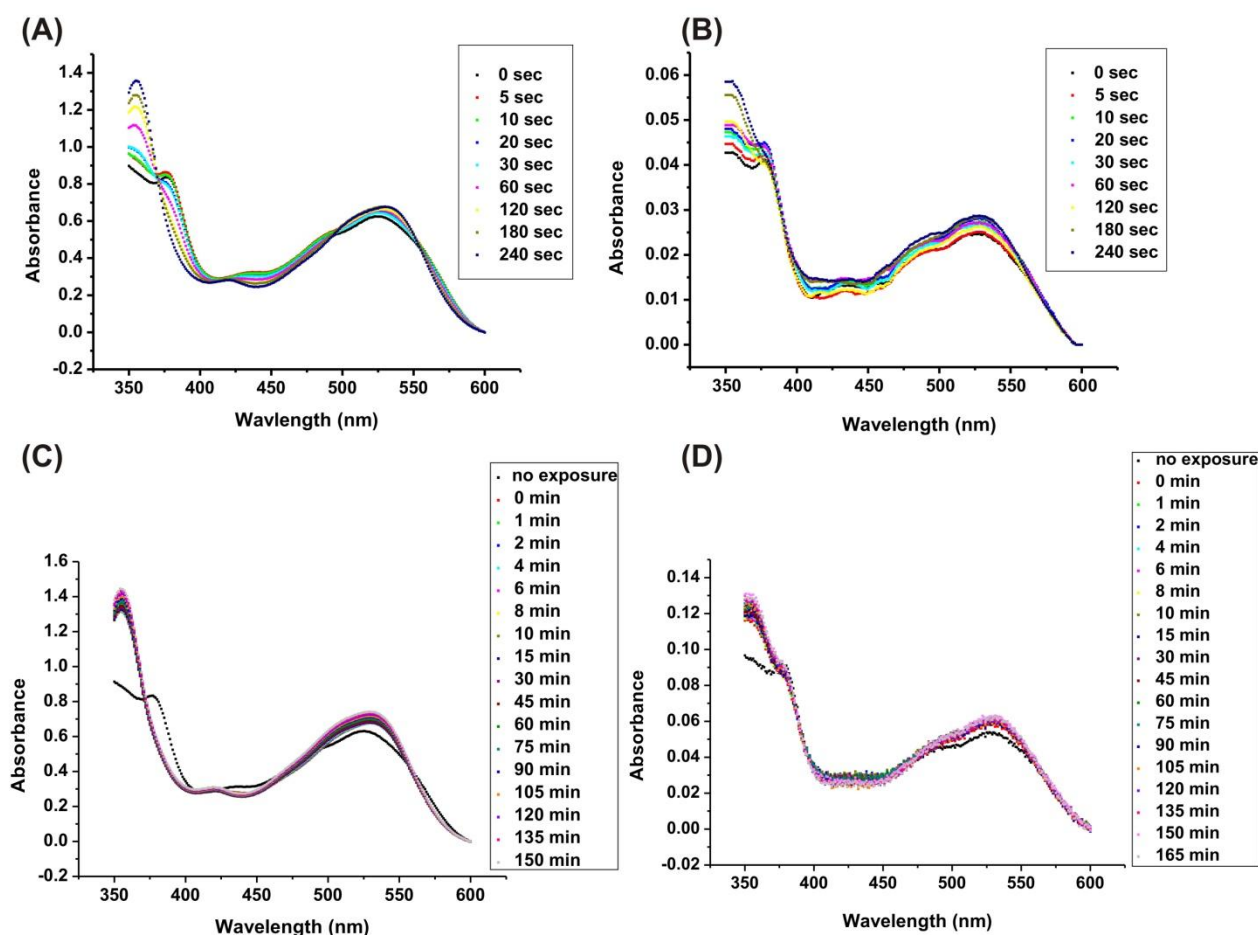 (A)
Absorbance
1.4
1.2
1.0
0.8
0.6
0.4
0.2
0.0
-0.2
350 400 450 500 550 600
Wavlength (nm)
0 sec
5 sec
10 sec
20 sec
30 sec
60 sec
120 sec
180 sec
240 sec
(B)
Absorbance
0.06
0.05
0.04
0.03
0.02
0.01
0.00
350 400 450 500 550 600
Wavelength (nm)
0 sec
5 sec
10 sec
20 sec
30 sec
60 sec
120 sec
180 sec
240 sec
(C)
Absorbance
1.6
1.4
1.2
1.0
0.8
0.6
0.4
0.2
0.0
-0.2
350 400 450 500 550 600
Wavelength (nm)
no exposure
0 min
1 min
2 min
4 min
6 min
8 min
10 min
15 min
30 min
45 min
60 min
75 min
90 min
105 min
120 min
135 min
150 min
(D)
Absorbance
0.14
0.12
0.10
0.08
0.06
0.04
0.02
0.00
-0.02
350 400 450 500 550 600
Wavelength (nm)
no exposure
0 min
1 min
2 min
4 min
6 min
8 min
10 min
15 min
30 min
45 min
60 min
75 min
90 min
105 min
120 min
135 min
150 min
165 min